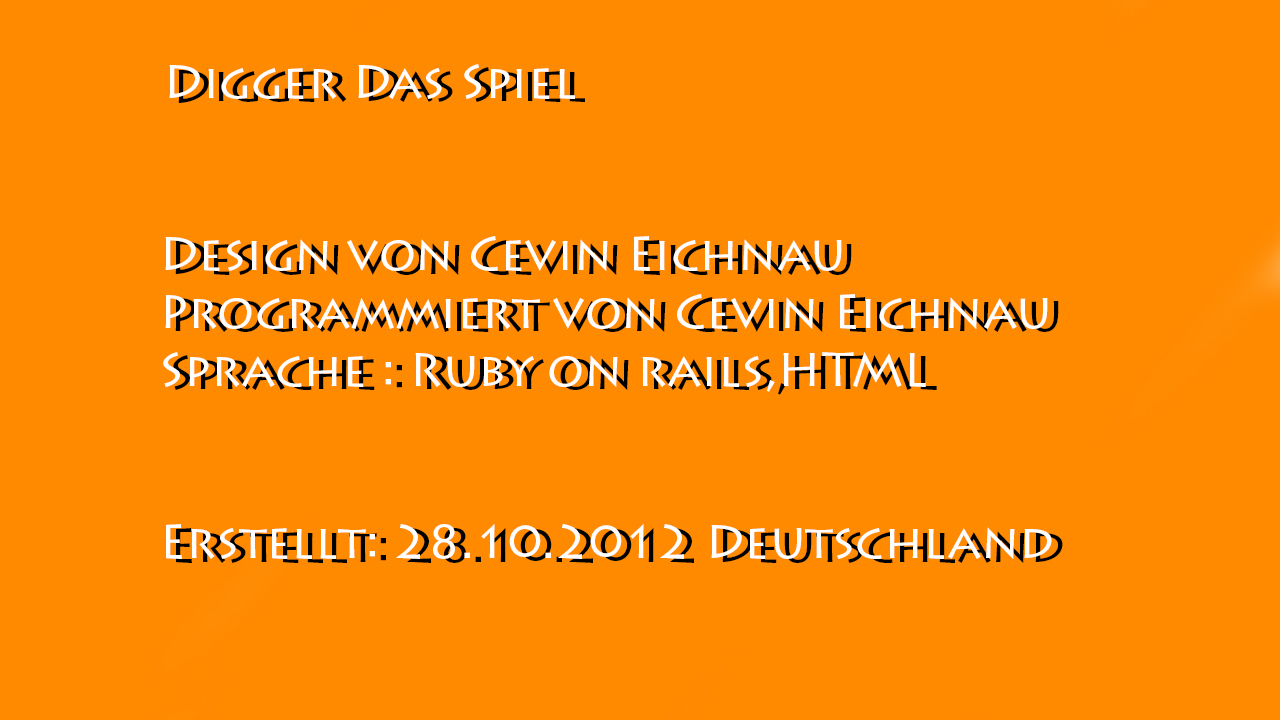 Digger Das Spiel
Design von Cevin Eichnau
Programmiert von Cevin Eichnau
Sprache : Ruby on rails,HTML
Erstellt: 28.10.2012 Deutschland